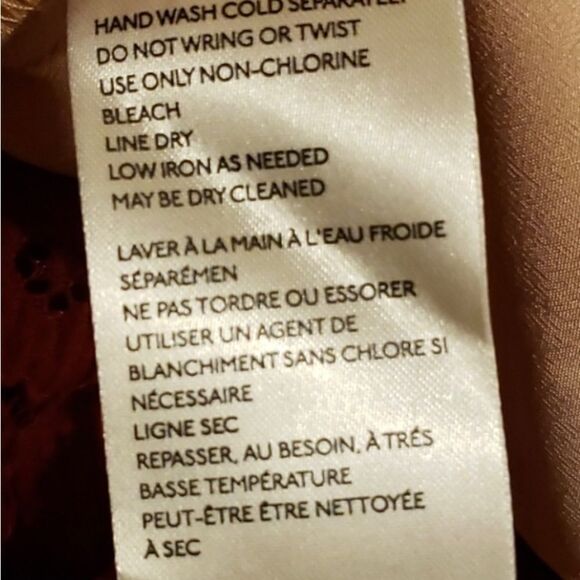 HAND WASH COLD SEPARATELY.
DO NOT WRING OR TWIST
USE ONLY NON-CHLORINE
BLEACH
LINE DRY
LOW IRON AS NEEDED
MAY BE DRY CLEANED
LAVER À LA MAIN À L'EAU FROIDE
SÉPARÉMEN
NE PAS TORDRE OU ESSORER
UTILISER UN AGENT DE
BLANCHIMENT SANS CHLORE SI
NÉCESSAIRE
LIGNE SEC
REPASSER, AU BESOIN, À TRÉS
BASSE TEMPÉRATURE
PEUT-ÊTRE ÊTRE NETTOYÉE
À SEC